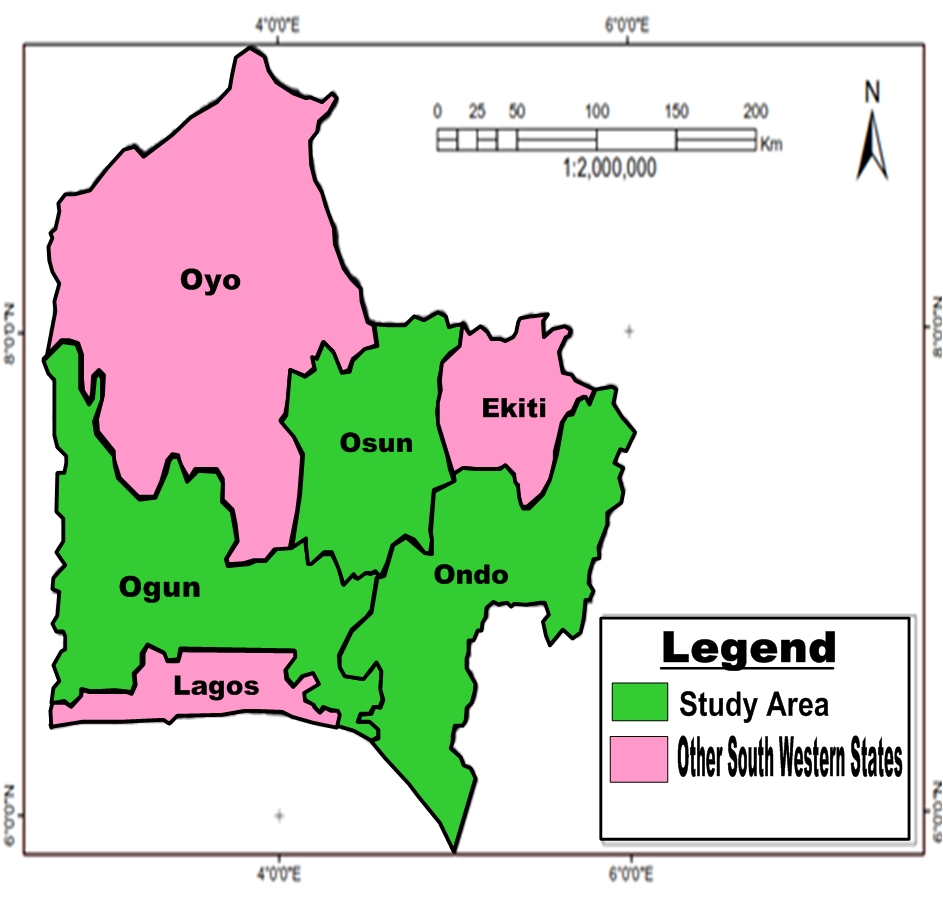 4°0'0"E 6°0'0"E
N
0 25 50 100 150 200
Km
1:2,000,000
Oyo
8°0'0"N 8°0'0"N
Ekiti
Osun
Ondo
Ogun
Lagos
Legend
Study Area
Other South Western States
6°0'0"N 6°0'0"N
4°0'0"E 6°0'0"E